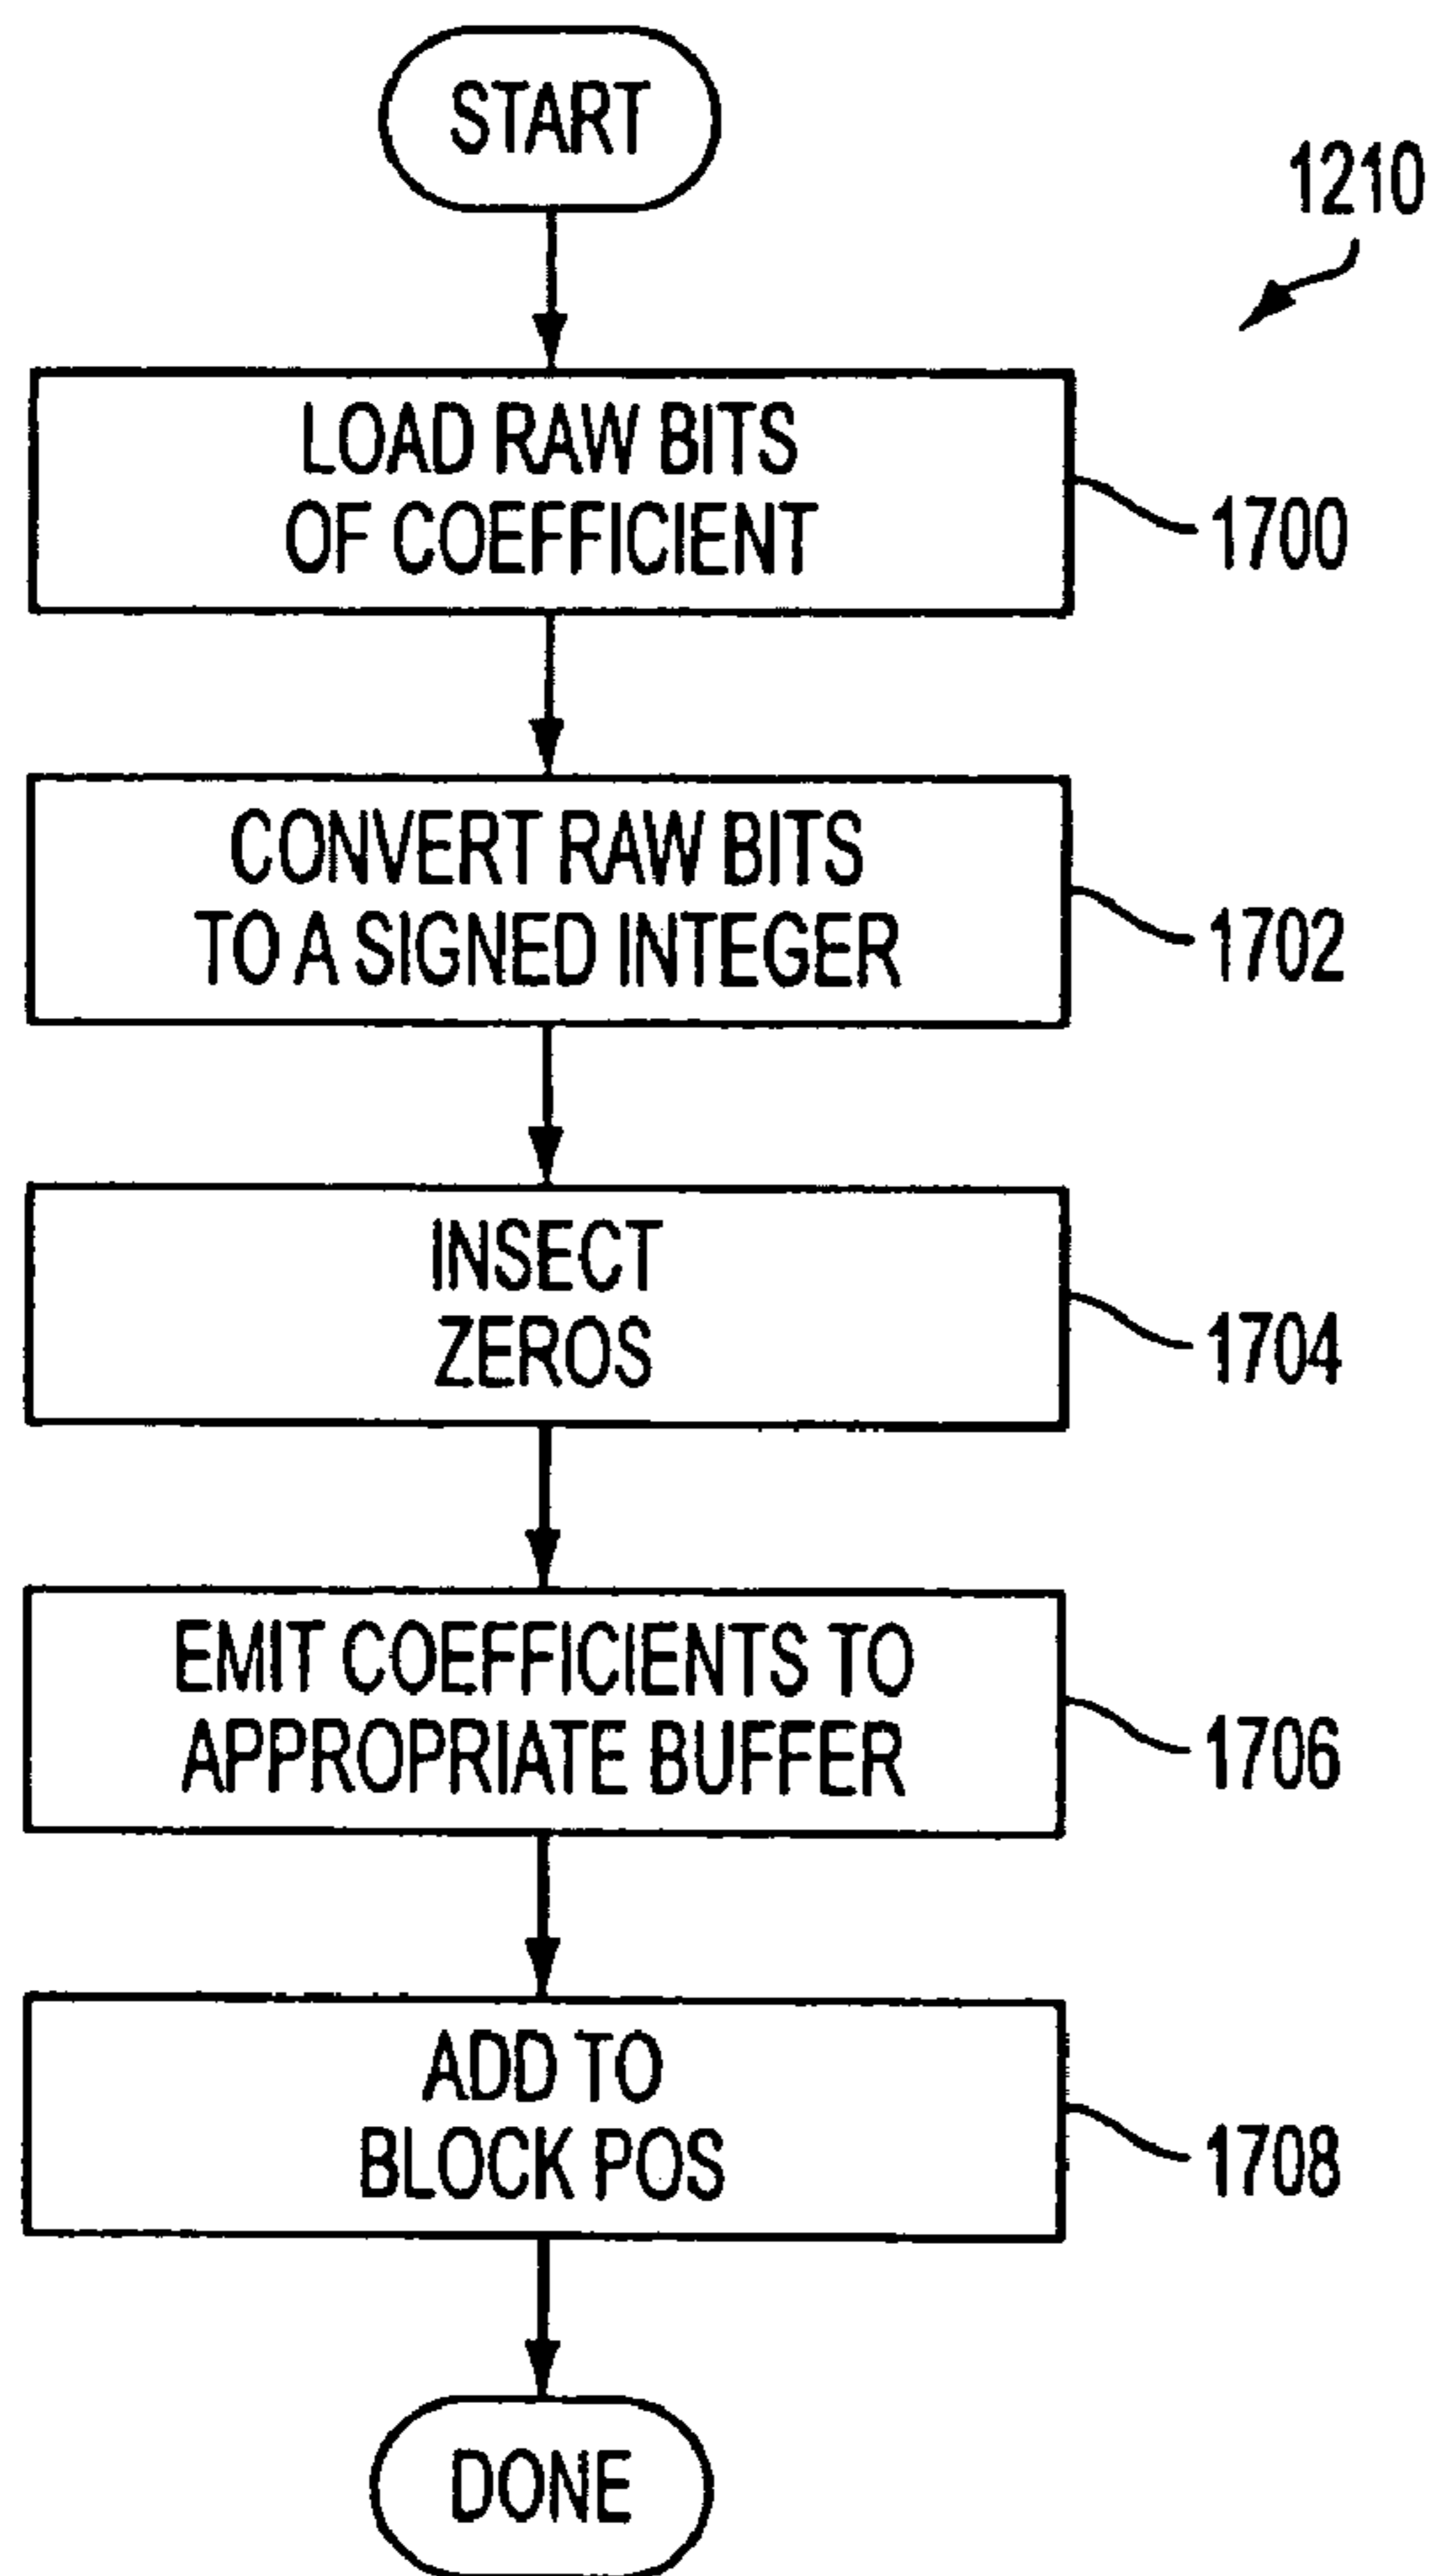 START
1210
LOAD RAW BITS
OF COEFFICIENT
1700
CONVERT RAW BITS
TO A SIGNED INTEGER
1702
INSECT
ZEROS
1704
EMIT COEFFICIENTS TO
APPROPRIATE BUFFER
1706
ADD TO
BLOCK POS
1708
DONE